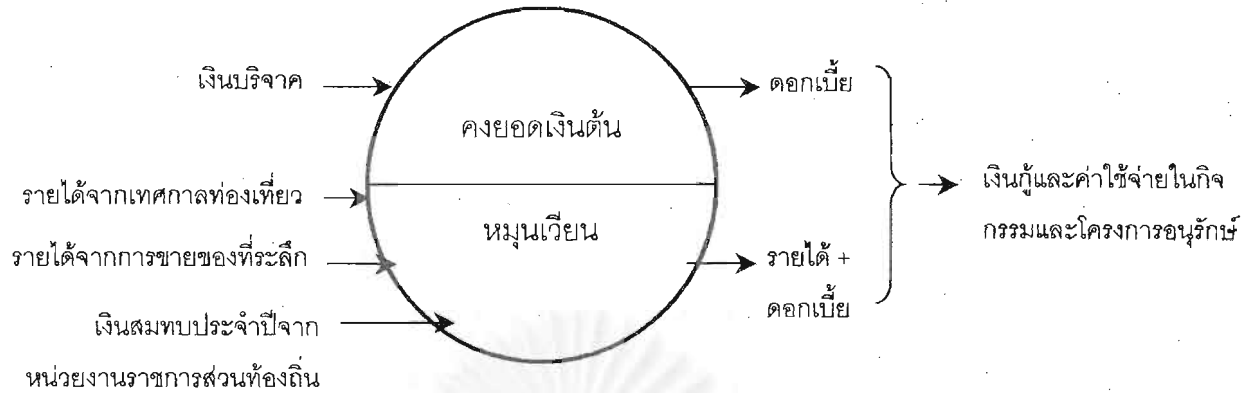 เงินบริจาค
รายได้จากเทศกาลท่องเที่ยว
รายได้จากการขายของที่ระลึก
เงินสมทบประจำปีจาก
หน่วยงานราชการส่วนท้องถิ่น
คงยอดเงินต้น
หมุนเวียน
ดอกเบี้ย
รายได้ +
ดอกเบี้ย
เงินกู้และค่าใช้จ่ายในกิจ
กรรมและโครงการอนุรักษ์